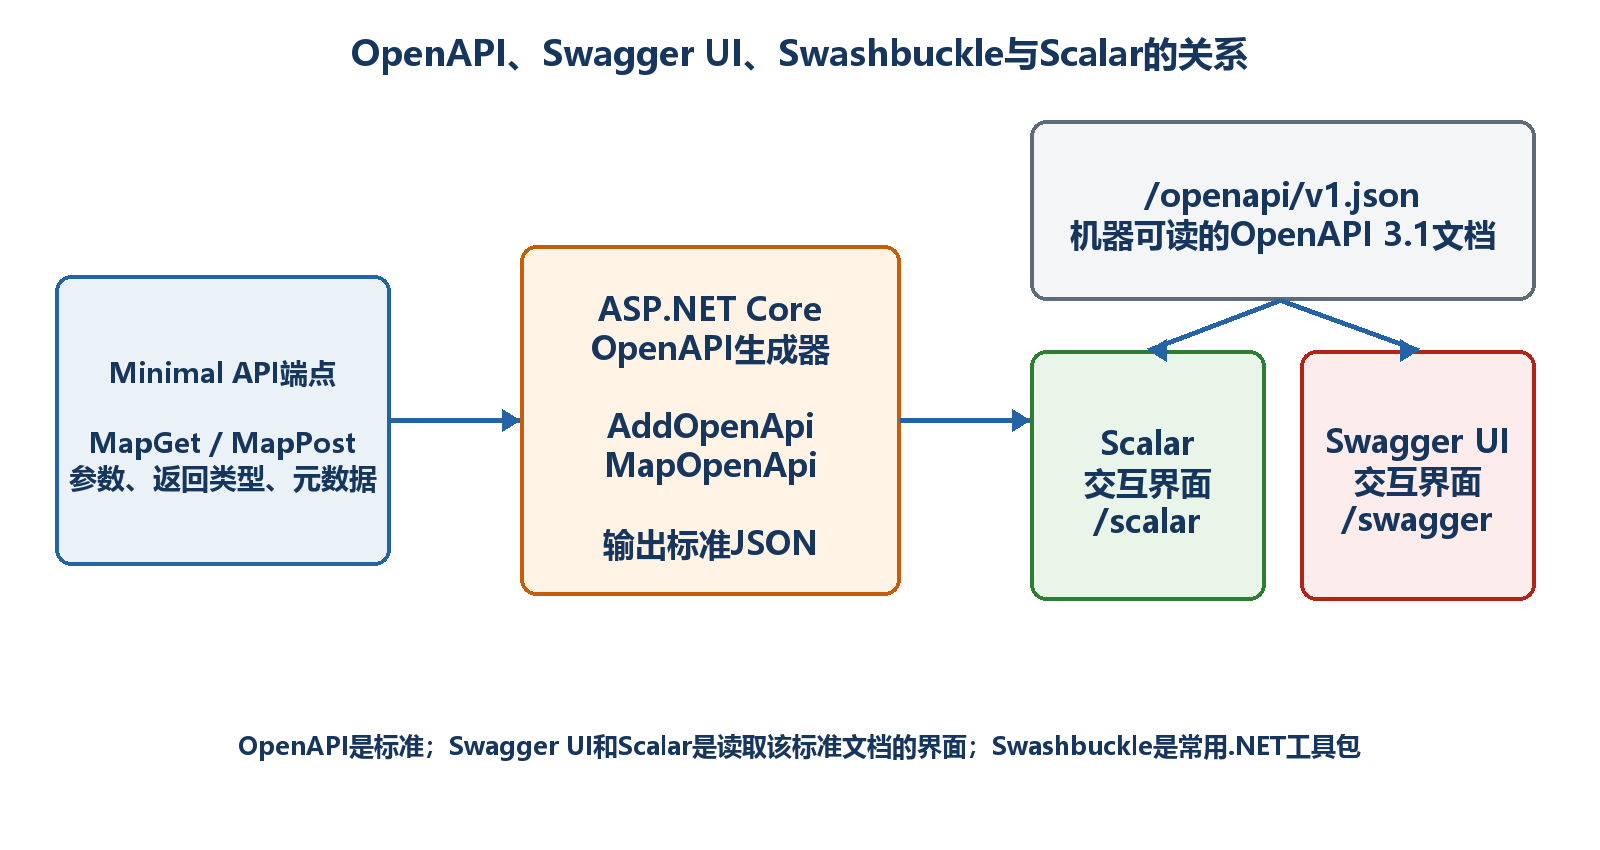 OpenAPI、Swagger UI、Swashbuckle与Scalar的关系
Minimal API端点
MapGet / MapPost
参数、返回类型、元数据
ASP.NET Core
OpenAPI生成器
AddOpenApi
MapOpenApi
输出标准JSON
/openapi/v1.json
机器可读的OpenAPI 3.1文档
Scalar
交互界面
/scalar
Swagger UI
交互界面
/swagger
OpenAPI是标准；Swagger UI和Scalar是读取该标准文档的界面；Swashbuckle是常用.NET工具包